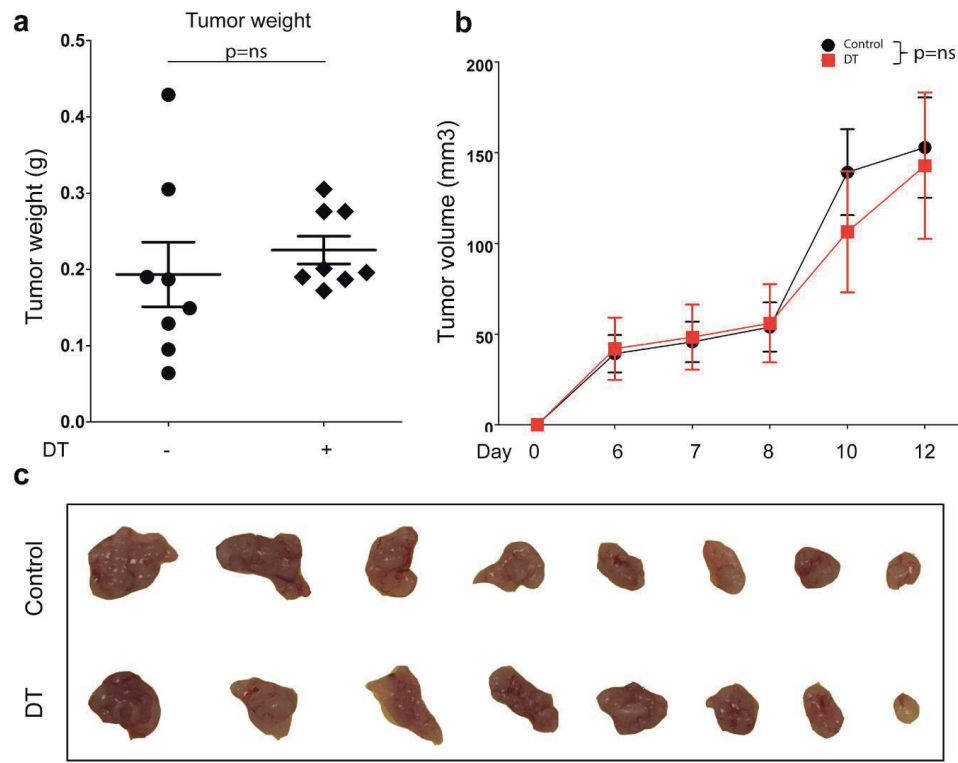 a
Tumor weight
p=ns
Tumor weight (g)
0.5
0.4
0.3
0.2
0.1
0.0
DT
-
+
b
Control
DT
p=ns
Tumor volume (mm3)
200
150
100
50
0
Day
0
6
7
8
10
12
c
Control
DT